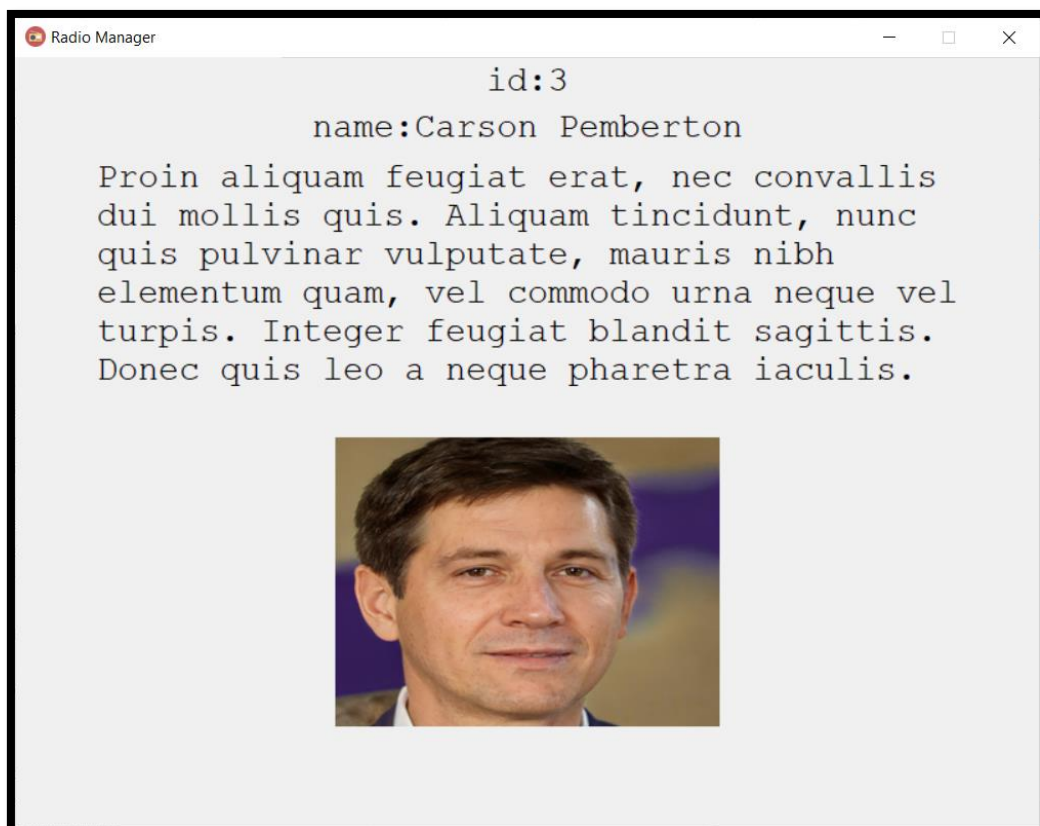 Radio Manager
id:3
name:Carson Pemberton
Proin aliquam feugiat erat, nec convallis
dui mollis quis. Aliquam tincidunt, nunc
quis pulvinar vulputate, mauris nibh
elementum quam, vel commodo urna neque vel
turpis. Integer feugiat blandit sagittis.
Donec quis leo a neque pharetra iaculis.